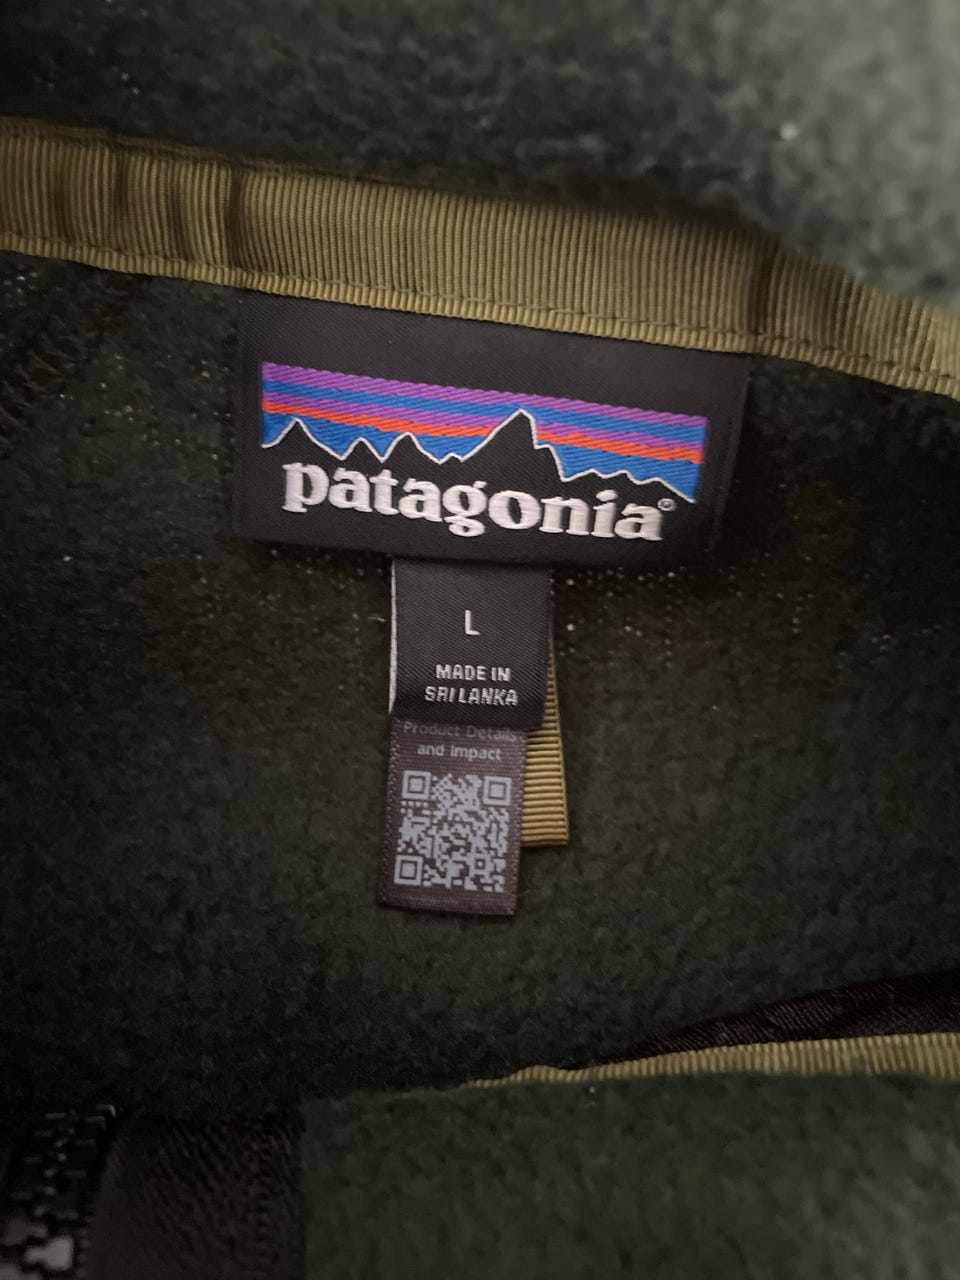 patagonia®
L
MADE IN
SRI LANKA
Product Details
and Impact